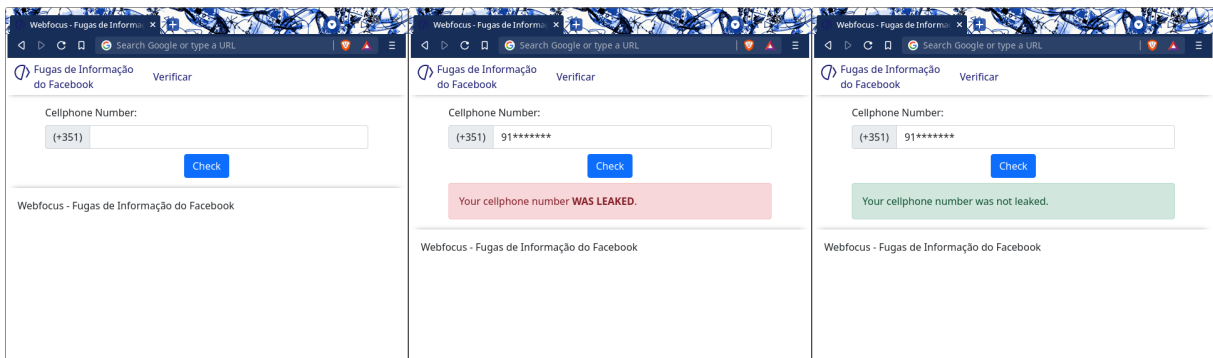 Webfocus - Fugas de Informa
Search Google or type a URL
Fugas de Informação
do Facebook
Verificar
Cellphone Number:
(+351)
Check
Webfocus - Fugas de Informação do Facebook
Webfocus - Fugas de Informa
Search Google or type a URL
Fugas de Informação
do Facebook
Verificar
Cellphone Number:
(+351) 91*******
Check
Your cellphone number WAS LEAKED.
Webfocus - Fugas de Informação do Facebook
Webfocus - Fugas de Informa
Search Google or type a URL
Fugas de Informação
do Facebook
Verificar
Cellphone Number:
(+351) 91*******
Check
Your cellphone number was not leaked.
Webfocus - Fugas de Informação do Facebook